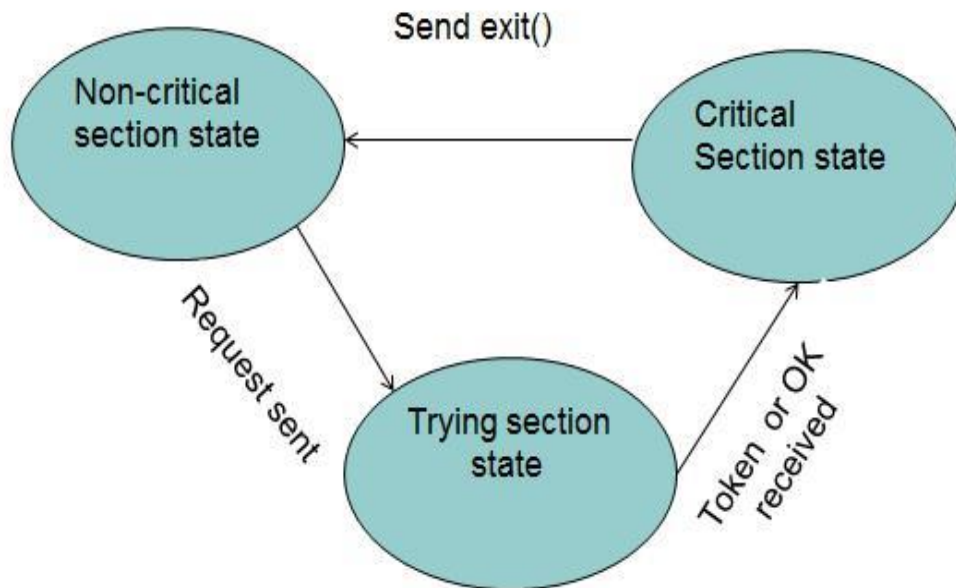 Send exit()
Non-critical
section state
Critical
Section state
Request sent
Trying section
state
Token or OK
received